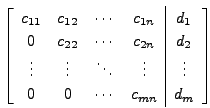 c₁₁ c₁₂ ⋯ c₁ₙ d₁
0 c₂₂ ⋯ c₂ₙ d₂
⋮ ⋮ ⋱ ⋮ ⋮
0 0 ⋯ cₘₙ dₘ